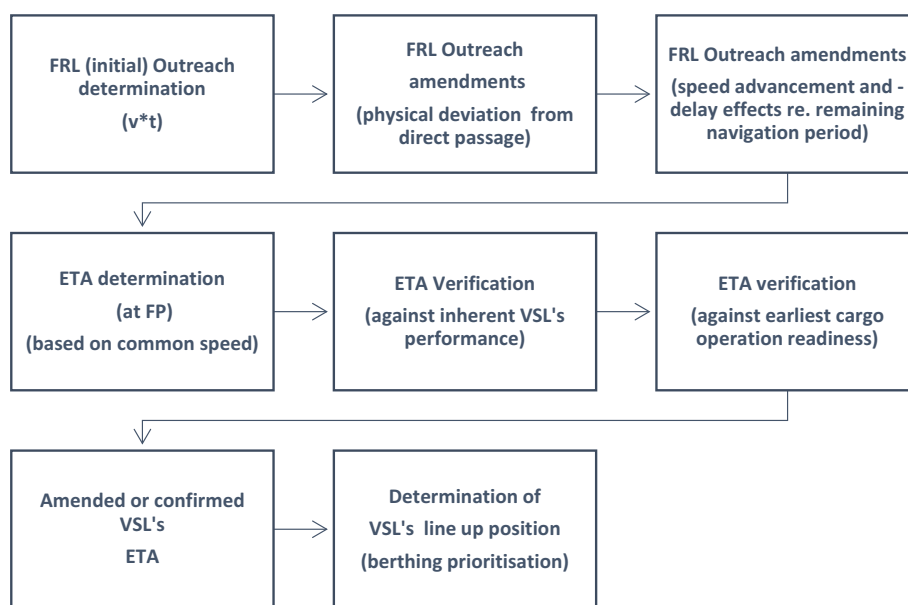 FRL (initial) Outreach
determination
(v*t)
FRL Outreach
amendments
(physical deviation from
direct passage)
FRL Outreach amendments
(speed advancement and -
delay effects re. remaining
navigation period)
ETA determination
(at FP)
(based on common speed)
ETA Verification
(against inherent VSL's
performance)
ETA verification
(against earliest cargo
operation readiness)
Amended or confirmed
VSL's
ETA
Determination of
VSL's line up position
(berthing prioritisation)